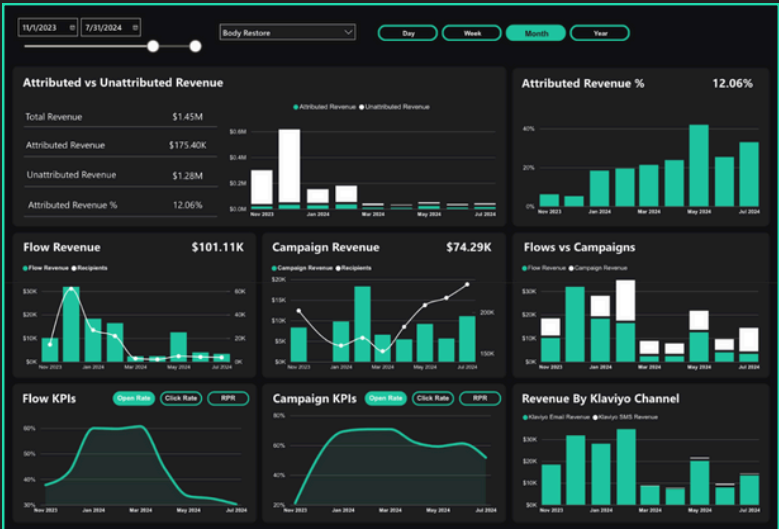 11/1/2023 7/31/2024 Body Restore Day Week Month Year
Attributed vs Unattributed Revenue
Total Revenue $1.45M
Attributed Revenue $175.40K
Unattributed Revenue $1.28M
Attributed Revenue % 12.06%
Attributed Revenue Unattributed Revenue
$0.6M
$0.4M
$0.2M
$0.0M
Nov 2023 Jan 2024 Mar 2024 May 2024 Jul 2024
Attributed Revenue % 12.06%
40%
20%
0%
Nov 2023 Jan 2024 Mar 2024 May 2024 Jul 2024
Flow Revenue $101.11K
Flow Revenue Recipients
$30K 60K
$20K 40K
$10K 20K
$0K 0K
Nov 2023 Jan 2024 Mar 2024 May 2024 Jul 2024
Campaign Revenue $74.29K
Campaign Revenue Recipients
$20K
$15K
$10K
$5K
$0K
200K
150K
Nov 2023 Jan 2024 Mar 2024 May 2024 Jul 2024
Flows vs Campaigns
Flow Revenue Campaign Revenue
$30K
$20K
$10K
$0K
Nov 2023 Jan 2024 Mar 2024 May 2024 Jul 2024
Flow KPIs Open Rate Click Rate RPR
60%
50%
40%
30%
Nov 2023 Jan 2024 Mar 2024 May 2024 Jul 2024
Campaign KPIs Open Rate Click Rate RPR
80%
60%
40%
20%
Nov 2023 Jan 2024 Mar 2024 May 2024 Jul 2024
Revenue By Klaviyo Channel
Klaviyo Email Revenue Klaviyo SMS Revenue
$30K
$20K
$10K
$0K
Nov 2023 Jan 2024 Mar 2024 May 2024 Jul 2024